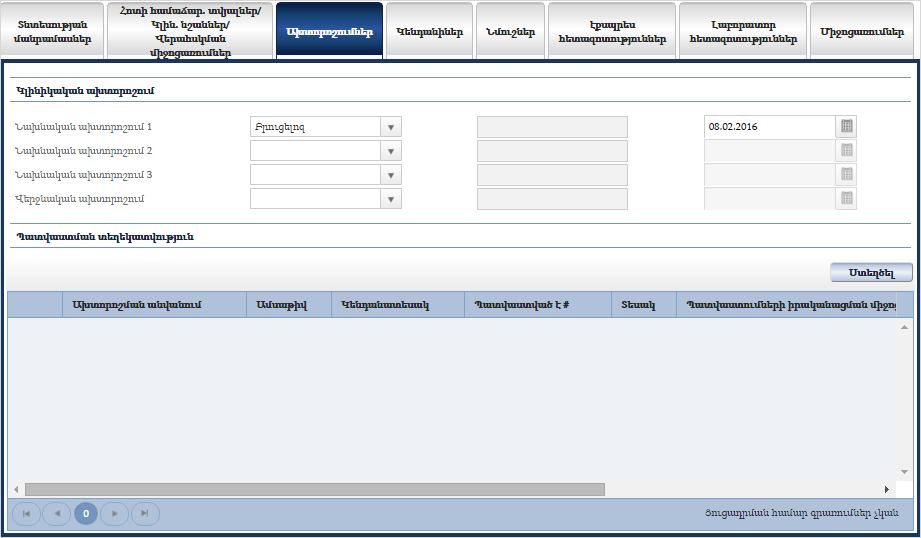 Տնտեսության
մանրամասներ
Հոտի համաճար. տվյալներ/
Կլին. նշաններ/
Վերահսկման
միջոցառումներ
Ախտորոշումներ
Կենդանիներ
Նմուշներ
Էքսպրես
հետազոտություններ
Լաբորատոր
հետազոտություններ
Միջոցառումներ
Կլինիկական ախտորոշում
Նախնական ախտորոշում 1
Բրուցելոզ
08.02.2016
Նախնական ախտորոշում 2
Նախնական ախտորոշում 3
Վերջնական ախտորոշում
Պատվաստման տեղեկատվություն
Ստեղծել
Ախտորոշման անվանում
Ամսաթիվ
Կենդանատեսակ
Պատվաստված է #
Տեսակ
Պատվաստումների իրականացման միջոց
0
Ցուցադրման համար գրառումներ չկան